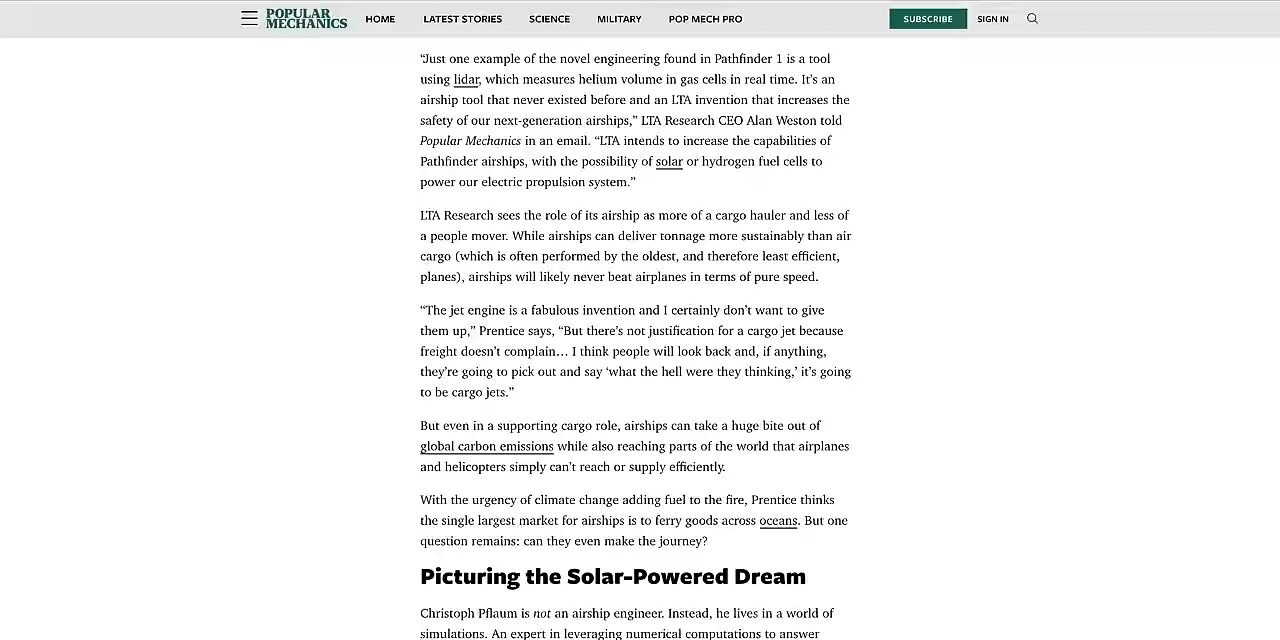 POPULAR
MECHANICS
HOME
LATEST STORIES
SCIENCE
MILITARY
POP MECH PRO
SUBSCRIBE
SIGN IN
“Just one example of the novel engineering found in Pathfinder 1 is a tool
using lidar, which measures helium volume in gas cells in real time. It’s an
airship tool that never existed before and an LTA invention that increases the
safety of our next-generation airships,” LTA Research CEO Alan Weston told
Popular Mechanics in an email. “LTA intends to increase the capabilities of
Pathfinder airships, with the possibility of solar or hydrogen fuel cells to
power our electric propulsion system.”
LTA Research sees the role of its airship as more of a cargo hauler and less of
a people mover. While airships can deliver tonnage more sustainably than air
cargo (which is often performed by the oldest, and therefore least efficient,
planes), airships will likely never beat airplanes in terms of pure speed.
“The jet engine is a fabulous invention and I certainly don’t want to give
them up,” Prentice says, “But there’s not justification for a cargo jet because
freight doesn’t complain… I think people will look back and, if anything,
they’re going to pick out and say ‘what the hell were they thinking,’ it’s going
to be cargo jets.”
But even in a supporting cargo role, airships can take a huge bite out of
global carbon emissions while also reaching parts of the world that airplanes
and helicopters simply can’t reach or supply efficiently.
With the urgency of climate change adding fuel to the fire, Prentice thinks
the single largest market for airships is to ferry goods across oceans. But one
question remains: can they even make the journey?
Picturing the Solar-Powered Dream
Christoph Pflaum is not an airship engineer. Instead, he lives in a world of
simulations. An expert in leveraging numerical computations to answer